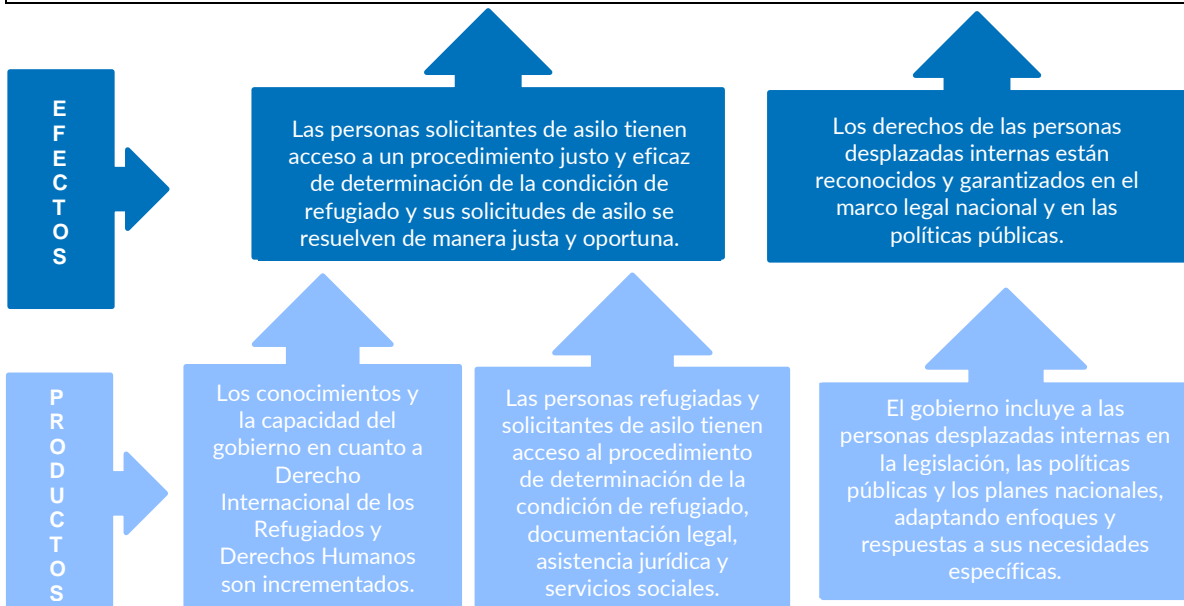 EFECTOS
Las personas solicitantes de asilo tienen
acceso a un procedimiento justo y eficaz
de determinación de la condición de
refugiado y sus solicitudes de asilo se
resuelven de manera justa y oportuna.
Los derechos de las personas
desplazadas internas están
reconocidos y garantizados en el
marco legal nacional y en las
políticas públicas.
PRODUCTOS
Los conocimientos y
la capacidad del
gobierno en cuanto a
Derecho
Internacional de los
Refugiados y
Derechos Humanos
son incrementados.
Las personas refugiadas y
solicitantes de asilo tienen
acceso al procedimiento
de determinación de la
condición de refugiado,
documentación legal,
asistencia jurídica y
servicios sociales.
El gobierno incluye a las
personas desplazadas internas en
la legislación, las políticas
públicas y los planes nacionales,
adaptando enfoques y
respuestas a sus necesidades
específicas.